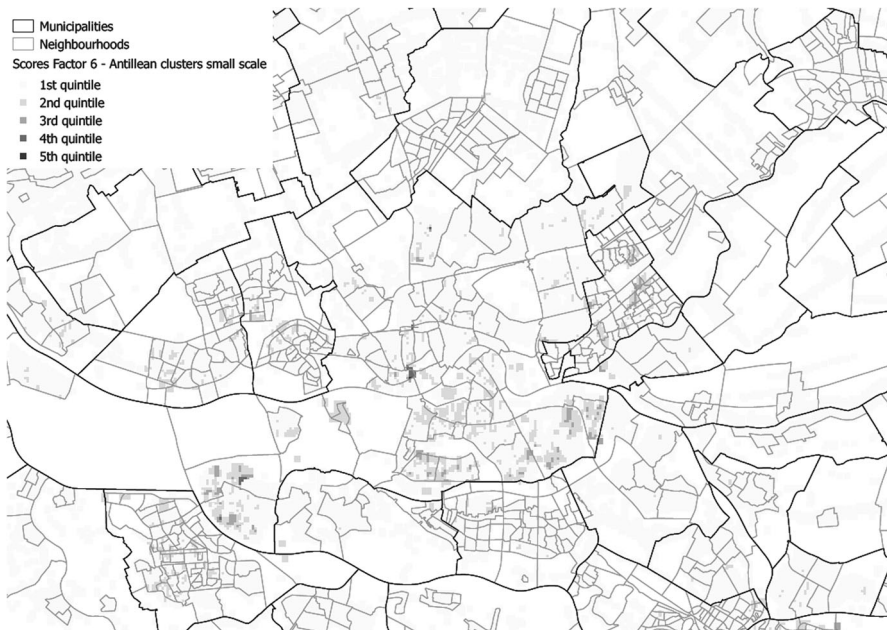 Municipalities
Neighbourhoods
Scores Factor 6 - Antillean clusters small scale
1st quintile
2nd quintile
3rd quintile
4th quintile
5th quintile